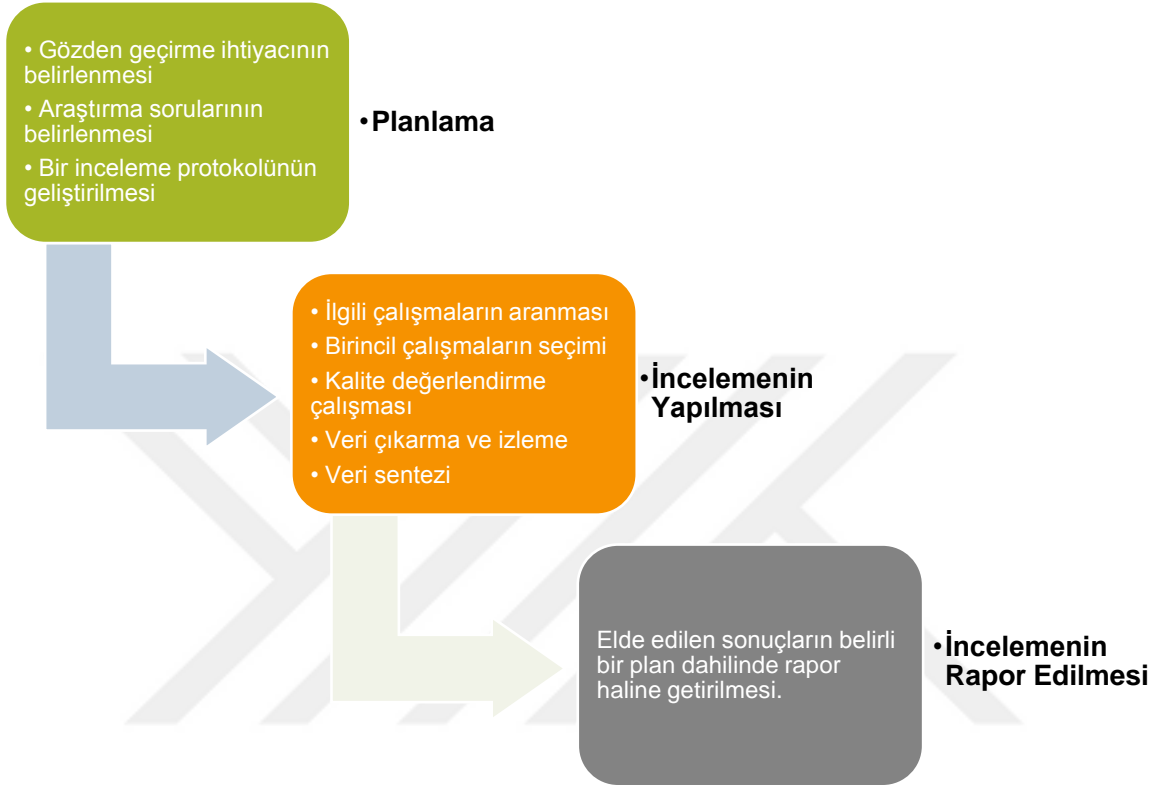 • Gözden geçirme ihtiyacının
belirlenmesi
• Araştırma sorularının
belirlenmesi
• Bir inceleme protokolünün
geliştirilmesi
•Planlama
• İlgili çalışmaların aranması
• Birincil çalışmaların seçimi
• Kalite değerlendirme
çalışması
• Veri çıkarma ve izleme
• Veri sentezi
•İncelemenin
Yapılması
Elde edilen sonuçların belirli
bir plan dahilinde rapor
haline getirilmesi.
•İncelemenin
Rapor Edilmesi